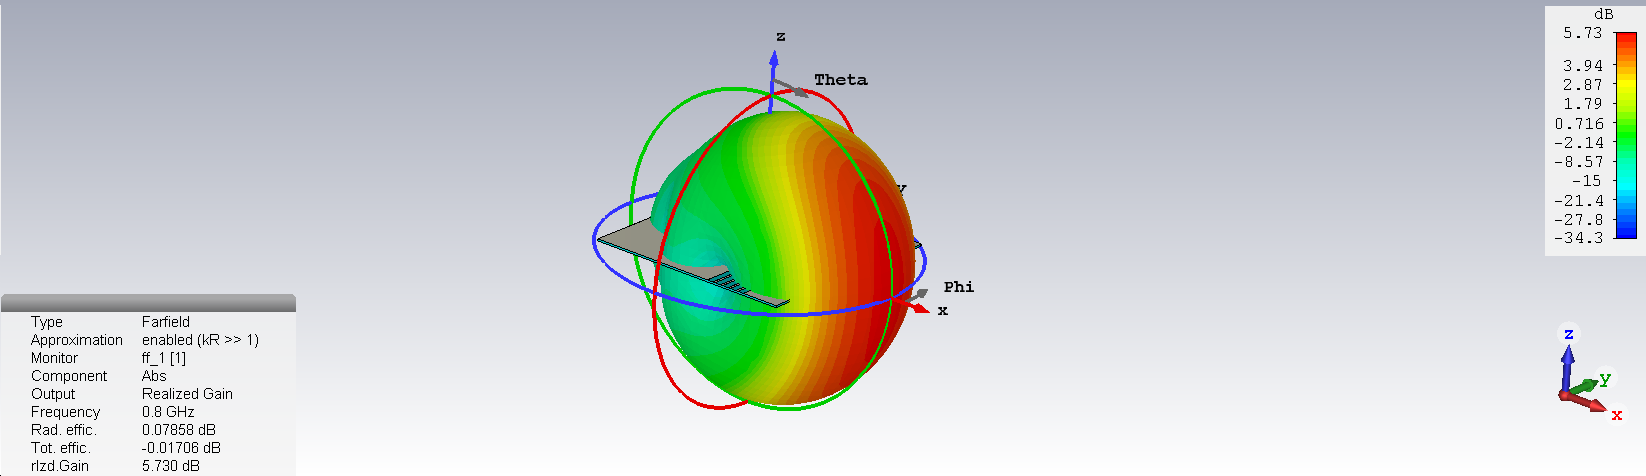 z
Theta
y
Phi
x
dB
5.73
3.94
2.87
1.79
0.716
-2.14
-8.57
-15
-21.4
-27.8
-34.3
Type Farfield
Approximation enabled (kR >> 1)
Monitor ff_1 [1]
Component Abs
Output Realized Gain
Frequency 0.8 GHz
Rad. effic. 0.07858 dB
Tot. effic. -0.01706 dB
rlzd.Gain 5.730 dB
z
y
x